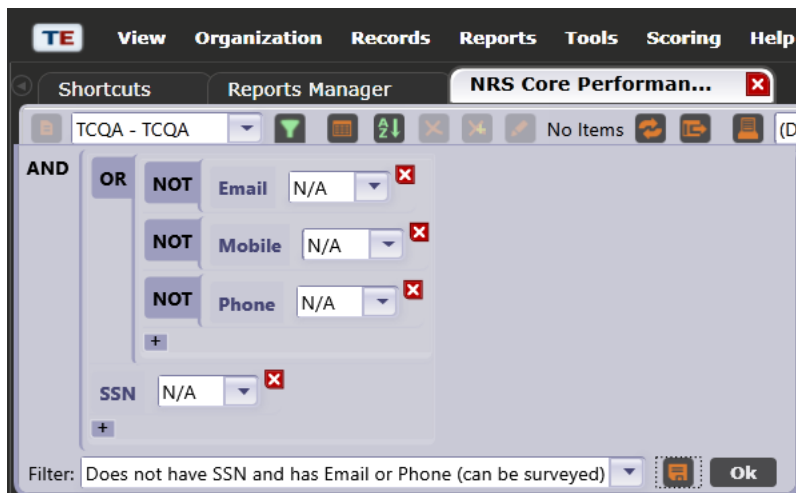 TE View Organization Records Reports Tools Scoring Help
Shortcuts Reports Manager NRS Core Performan...
TCQA - TCQA No Items (D
AND OR NOT Email N/A
NOT Mobile N/A
NOT Phone N/A
+
SSN N/A
+
Filter: Does not have SSN and has Email or Phone (can be surveyed) Ok